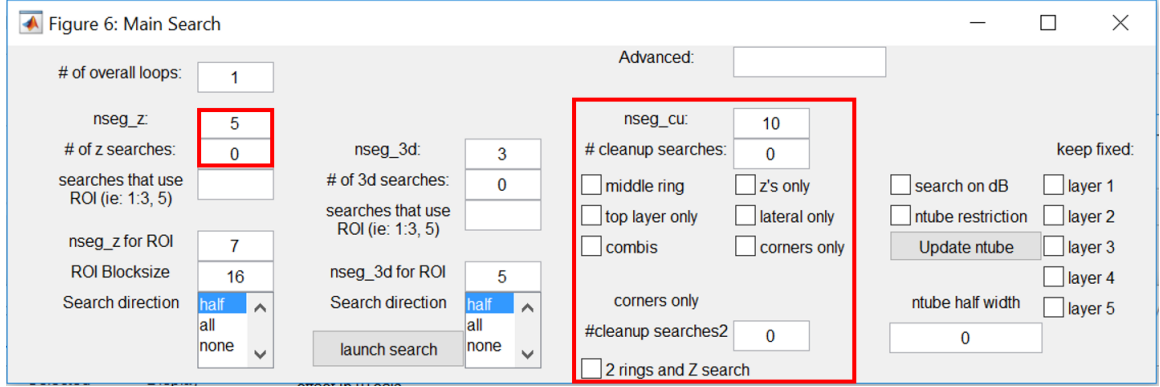 Figure 6: Main Search
# of overall loops:
1
Advanced:
nseg_z:
5
# of z searches:
0
searches that use
ROI (ie: 1:3, 5)
nseg_z for ROI
7
ROI Blocksize
16
Search direction
half
all
none
nseg_3d:
3
# of 3d searches:
0
searches that use
ROI (ie: 1:3, 5)
nseg_3d for ROI
5
Search direction
half
all
none
launch search
nseg_cu:
10
# cleanup searches:
0
middle ring
z's only
top layer only
lateral only
combis
corners only
corners only
#cleanup searches2
0
2 rings and Z search
search on dB
ntube restriction
Update ntube
ntube half width
0
keep fixed:
layer 1
layer 2
layer 3
layer 4
layer 5